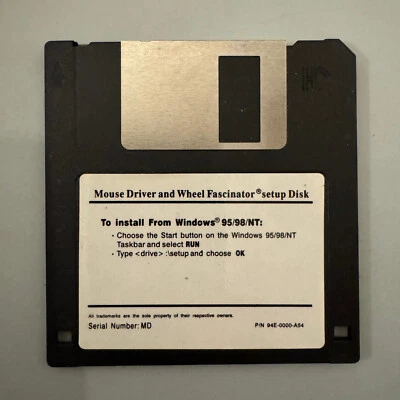 Mouse Driver and Wheel Fascinator® setup Disk
To install From Windows® 95/98/NT:
· Choose the Start button on the Windows 95/98/NT
Taskbar and select RUN
· Type <drive> :\setup and choose OK
All trademarks are the sole property of their respective owners.
Serial Number: MD
P/N 94E-0000-A54